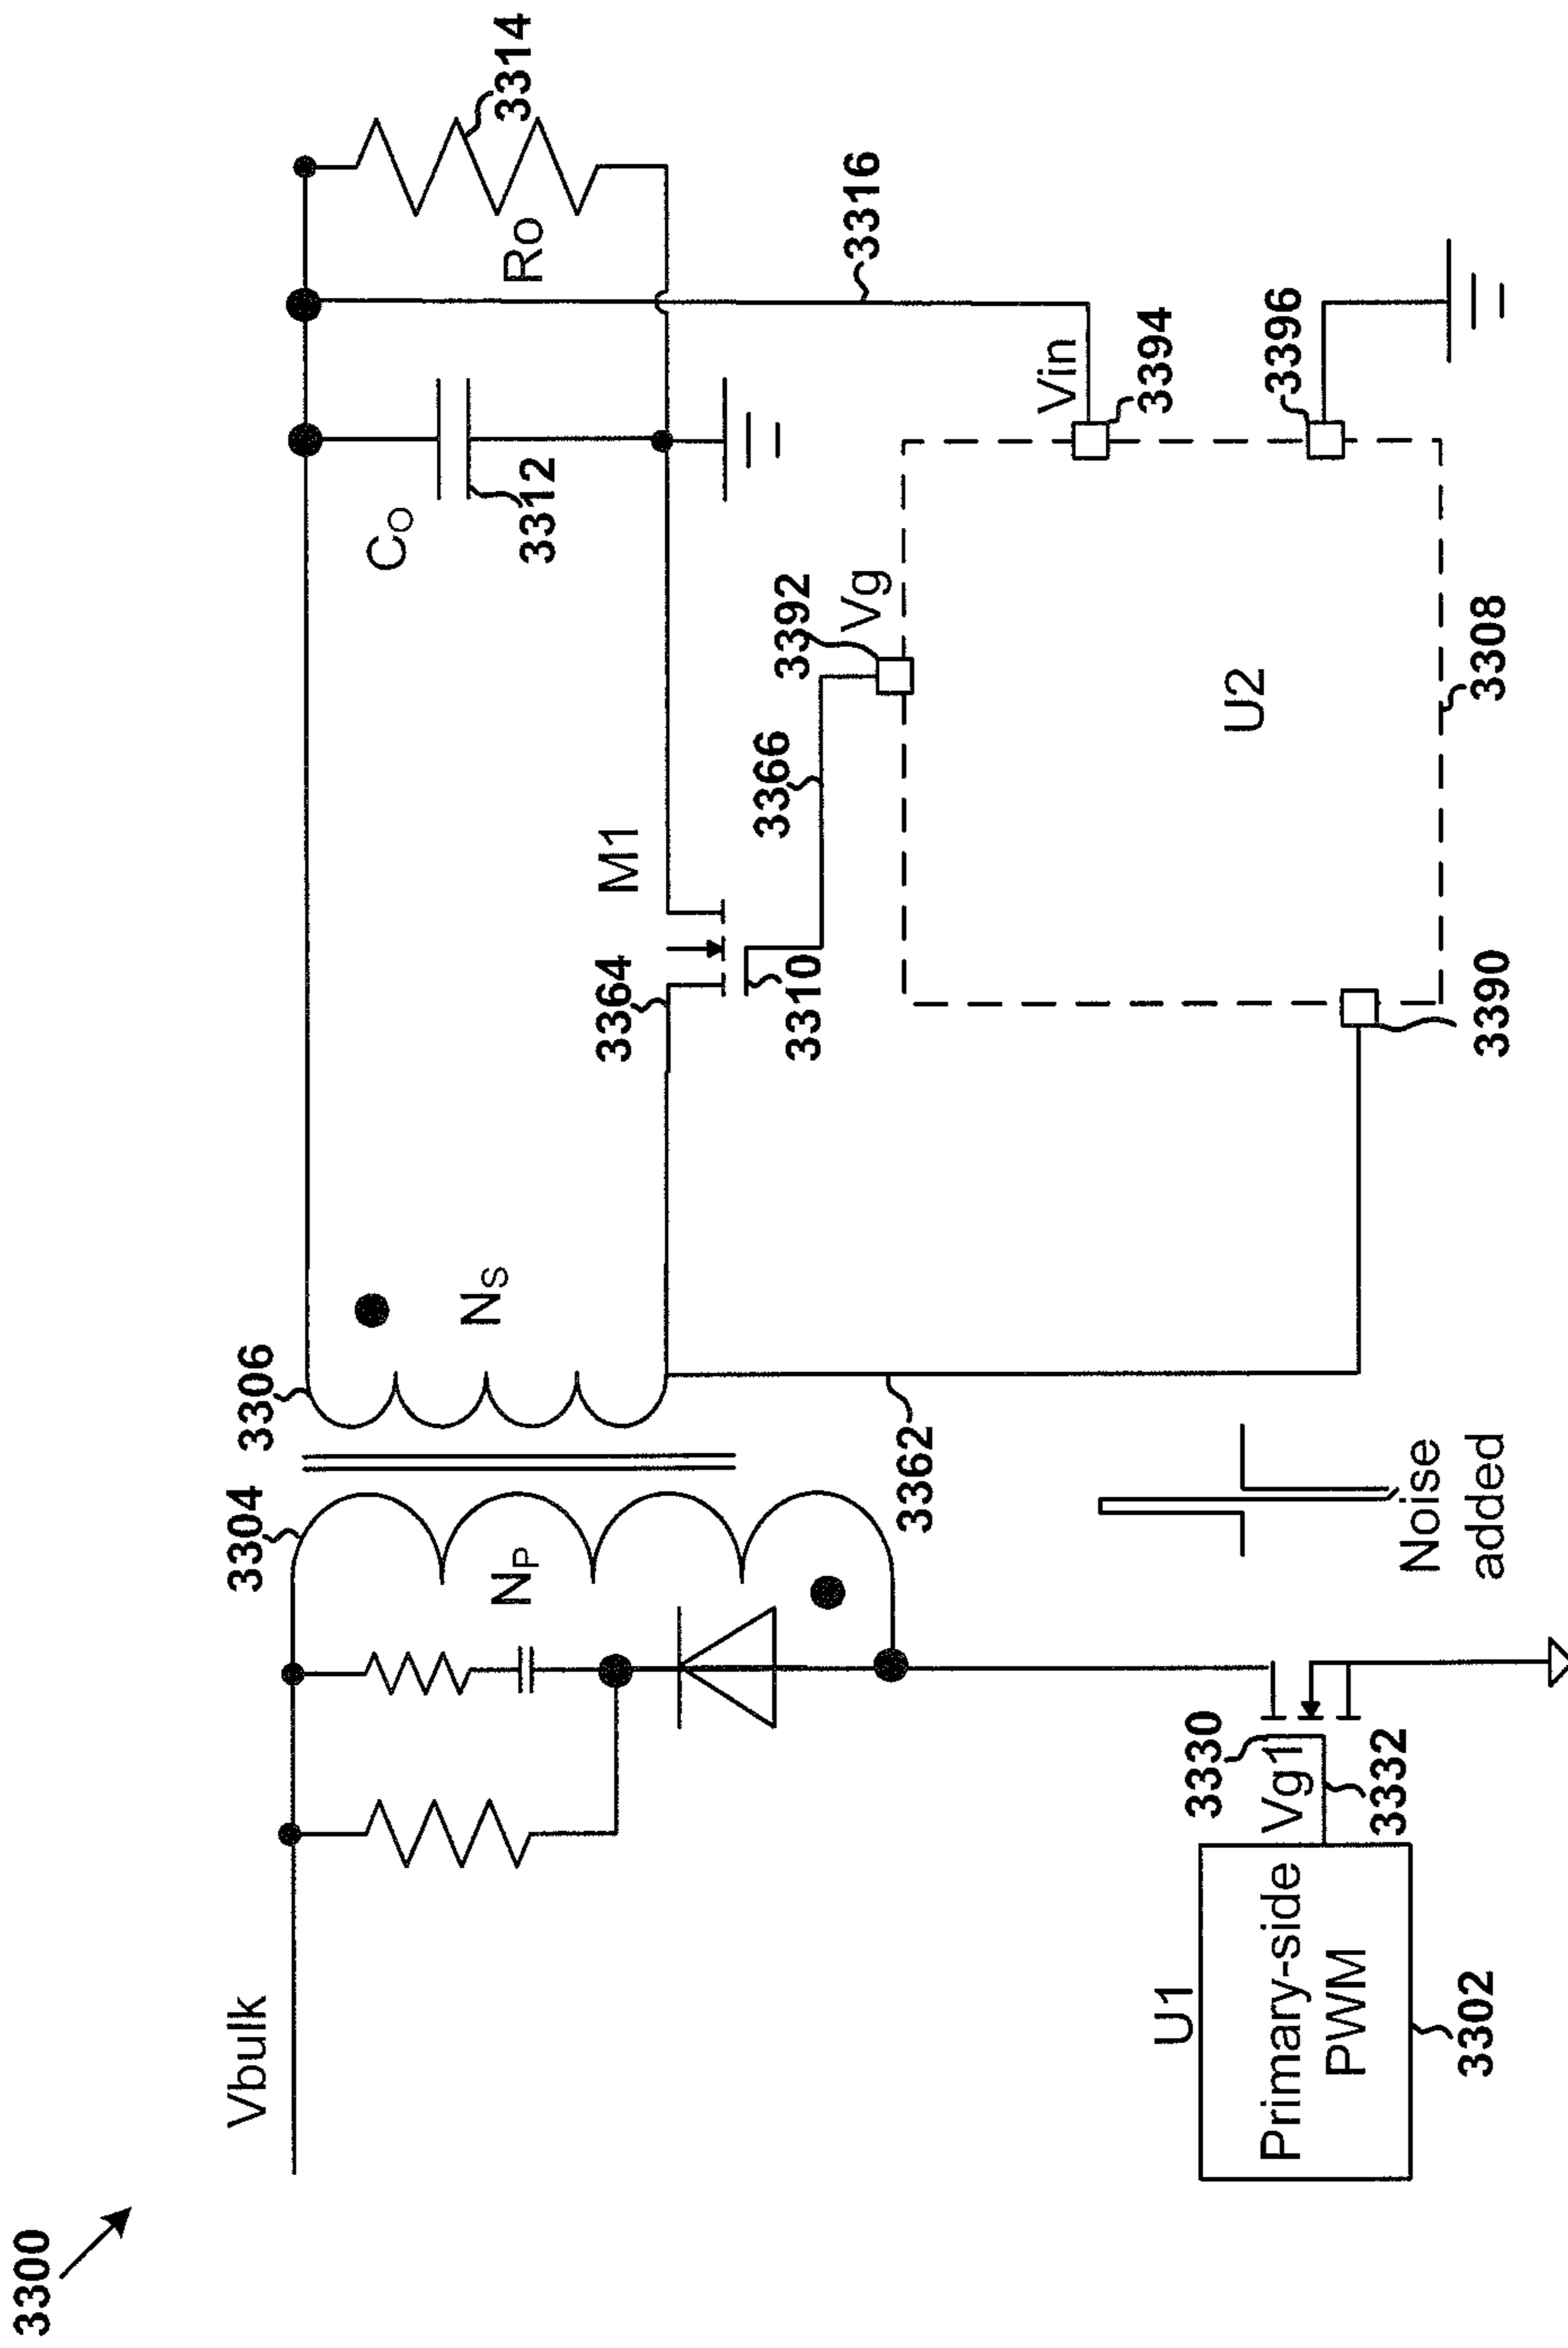 3300
Vbulk
3304
3306
NP
NS
CO
3312
Ro
3314
3364
M1
3310
3366
3392
Vg
3316
Vin
3394
3396
U2
3308
3390
3362
Noise
added
3330
Vg1
3332
U1
Primary-side
PWM
3302